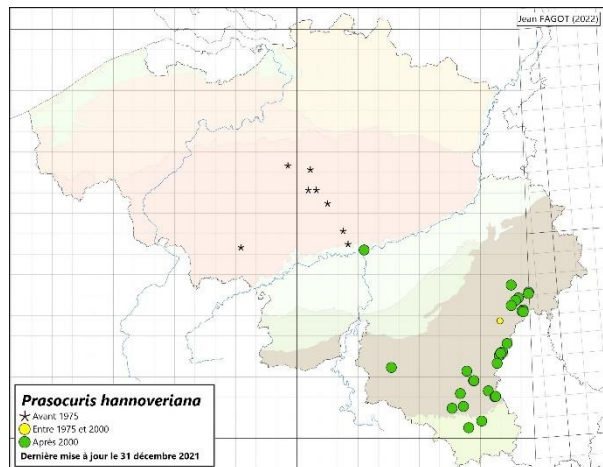 Jean FAGOT (2022)
Prasocuris hannoveriana
Avant 1975
Entre 1975 et 2000
Après 2000
Dernière mise à jour le 31 décembre 2021